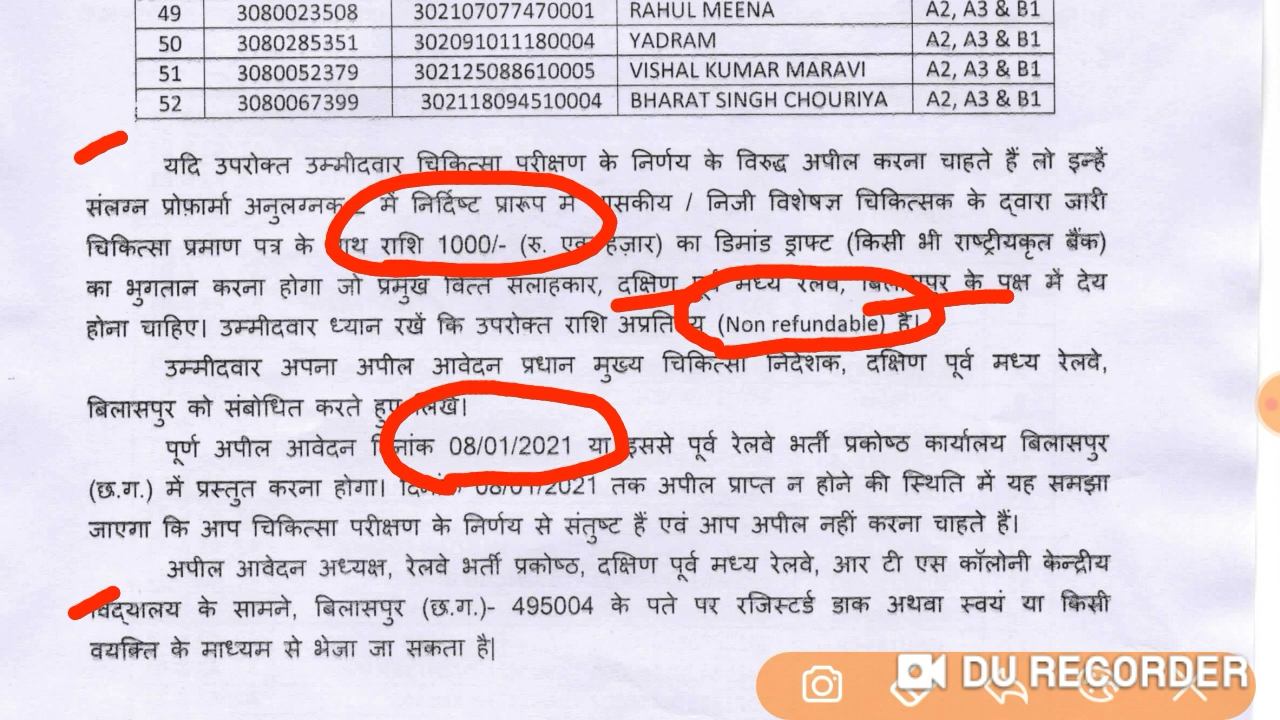 49 3080023508 302107077470001 RAHUL MEENA A2, A3 & B1
50 3080285351 302091011180004 YADRAM A2, A3 & B1
51 3080052379 302125088610005 VISHAL KUMAR MARAVI A2, A3 & B1
52 3080067399 302118094510004 BHARAT SINGH CHOURIYA A2, A3 & B1
यदि उपरोक्त उम्मीदवार चिकित्सा परीक्षण के निर्णय के विरुद्ध अपील करना चाहते हैं तो इन्हें
संलग्न प्रोफ़ार्मा अनुलग्नक में निर्दिष्ट प्रारूप में / निजी विशेषज्ञ चिकित्सक के द्वारा जारी
चिकित्सा प्रमाण पत्र के राशि 1000/- (रु. एक हज़ार) का डिमांड ड्राफ्ट (किसी भी राष्ट्रीयकृत बैंक)
का भुगतान करना होगा जो प्रमुख वित्त सलाहकार, दक्षिण पूर्व मध्य रेलवे, बिलासपुर के पक्ष में देय
होना चाहिए। उम्मीदवार ध्यान रखें कि उपरोक्त राशि (Non refundable) है।
उम्मीदवार अपना अपील आवेदन प्रधान मुख्य चिकित्सा निदेशक, दक्षिण पूर्व मध्य रेलवे,
बिलासपुर को संबोधित करते हुए लिखें।
पूर्ण अपील आवेदन दिनांक 08/01/2021 या इससे पूर्व रेलवे भर्ती प्रकोष्ठ कार्यालय बिलासपुर
(छ.ग.) में प्रस्तुत करना होगा। दिनांक 08/01/2021 तक अपील प्राप्त न होने की स्थिति में यह समझा
जाएगा कि आप चिकित्सा परीक्षण के निर्णय से संतुष्ट हैं एवं आप अपील नहीं करना चाहते हैं।
अपील आवेदन अध्यक्ष, रेलवे भर्ती प्रकोष्ठ, दक्षिण पूर्व मध्य रेलवे, आर टी एस कॉलोनी केन्द्रीय
विद्यालय के सामने, बिलासपुर (छ.ग.)- 495004 के पते पर रजिस्टर्ड डाक अथवा स्वयं या किसी
वयक्ति के माध्यम से भेजा जा सकता है|
DU RECORDER